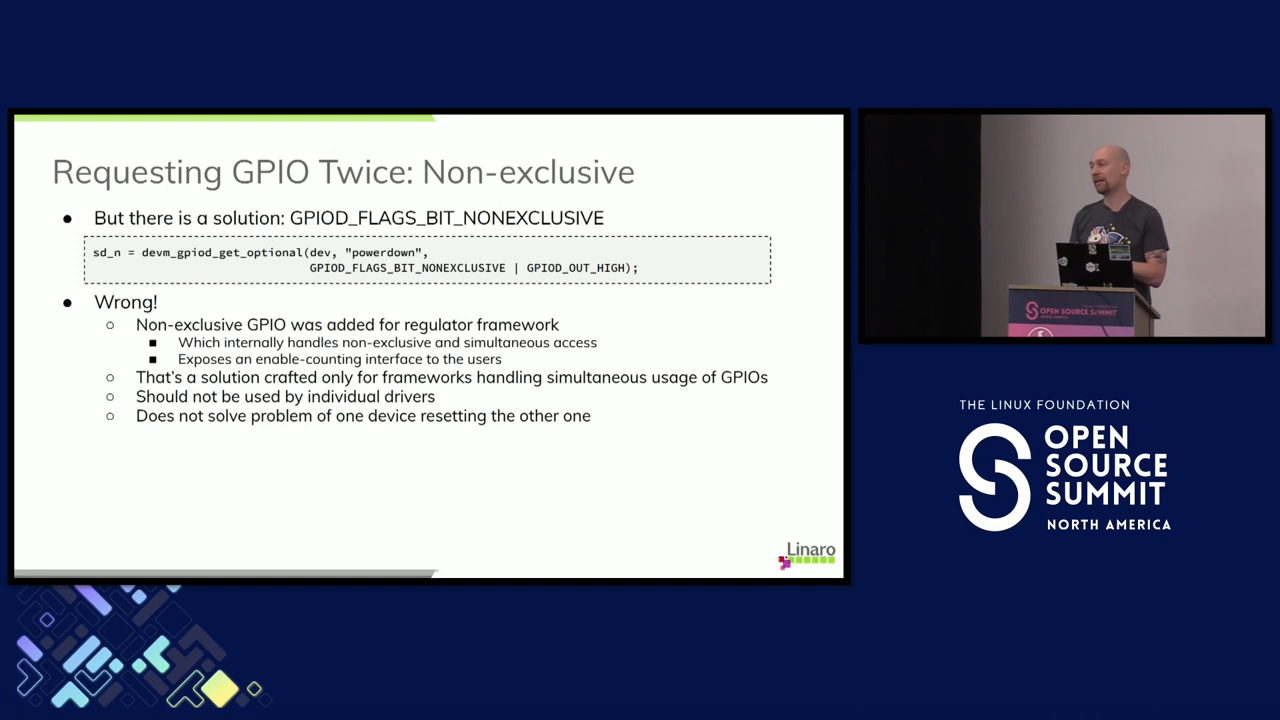 Requesting GPIO Twice: Non-exclusive
● But there is a solution: GPIOD_FLAGS_BIT_NONEXCLUSIVE
sd_n = devm_gpiod_get_optional(dev, "powerdown",
GPIOD_FLAGS_BIT_NONEXCLUSIVE | GPIOD_OUT_HIGH);
● Wrong!
○ Non-exclusive GPIO was added for regulator framework
■ Which internally handles non-exclusive and simultaneous access
■ Exposes an enable-counting interface to the users
○ That's a solution crafted only for frameworks handling simultaneous usage of GPIOs
○ Should not be used by individual drivers
○ Does not solve problem of one device resetting the other one
Linaro
OPEN SOURCE SUMMIT
THE LINUX FOUNDATION
OPEN
SOURCE
SUMMIT
NORTH AMERICA